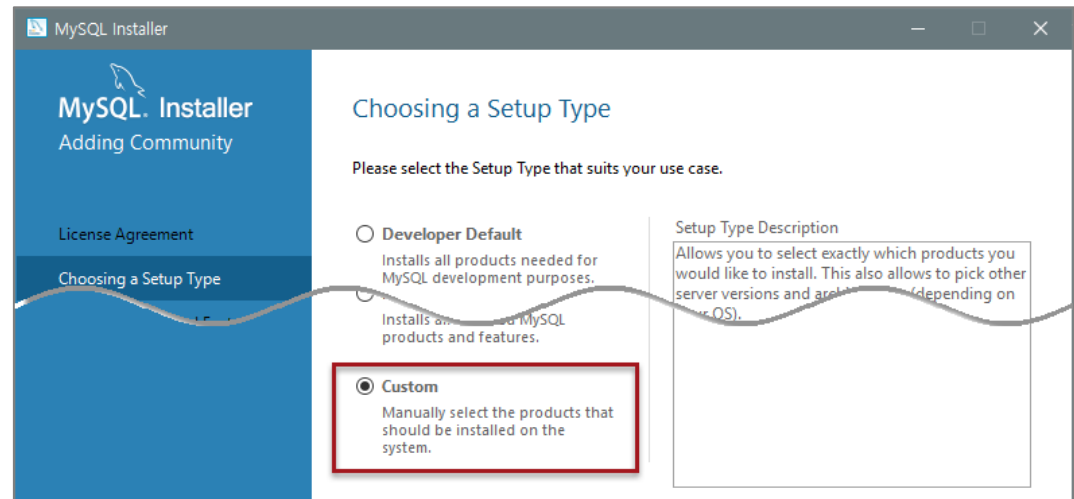 MySQL Installer
MySQL. Installer
Adding Community
License Agreement
Choosing a Setup Type
Choosing a Setup Type
Please select the Setup Type that suits your use case.
Developer Default
Installs all products needed for
MySQL development purposes.
Installs MySQL
products and features.
Custom
Manually select the products that
should be installed on the
system.
Setup Type Description
Allows you to select exactly which products you
would like to install. This also allows to pick other
server versions and (depending on
OS).